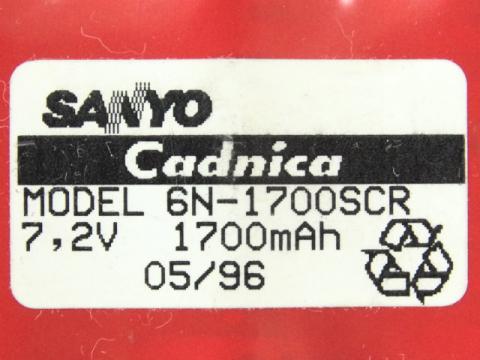 SANYO
Cadnica
MODEL 6N-1700SCR
7,2V 1700mAh
05/96